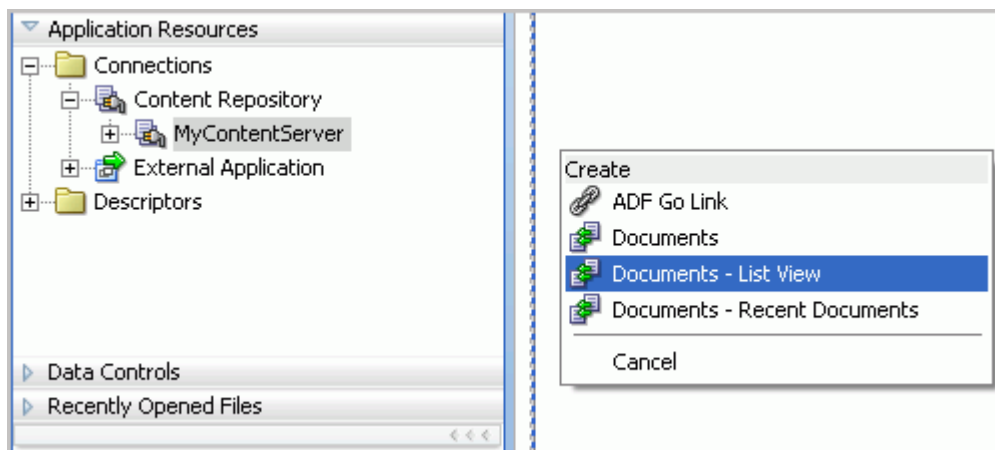 Application Resources
Connections
Content Repository
MyContentServer
External Application
Descriptors
Data Controls
Recently Opened Files
Create
ADF Go Link
Documents
Documents - List View
Documents - Recent Documents
Cancel